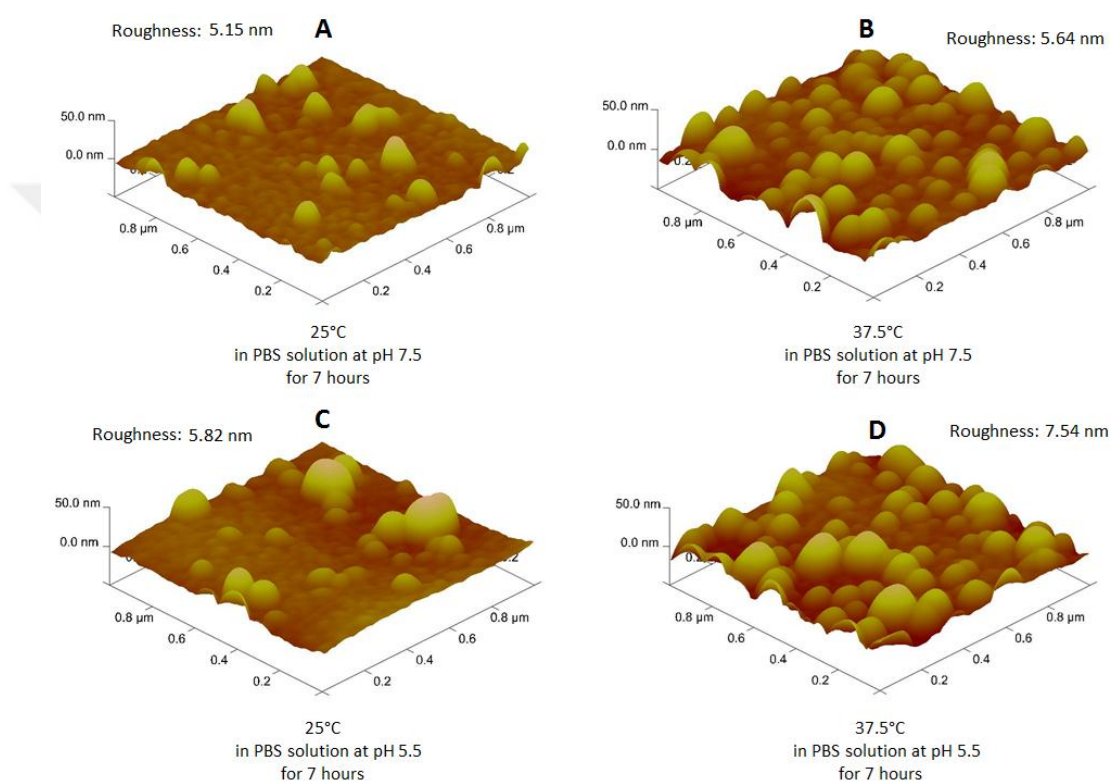 Roughness: 5.15 nm
A
50.0 nm
0.0 nm
0.2
0.8 µm
0.6
0.4
0.2
0.2
0.4
0.6
0.8 µm
25°C
in PBS solution at pH 7.5
for 7 hours
B
Roughness: 5.64 nm
50.0 nm
0.0 nm
0.2
0.8 µm
0.6
0.4
0.2
0.2
0.4
0.6
0.8 µm
37.5°C
in PBS solution at pH 7.5
for 7 hours
C
Roughness: 5.82 nm
50.0 nm
0.0 nm
0.2
0.8 µm
0.6
0.4
0.2
0.2
0.4
0.6
0.8 µm
25°C
in PBS solution at pH 5.5
for 7 hours
D
Roughness: 7.54 nm
50.0 nm
0.0 nm
0.2
0.8 µm
0.6
0.4
0.2
0.2
0.4
0.6
0.8 µm
37.5°C
in PBS solution at pH 5.5
for 7 hours